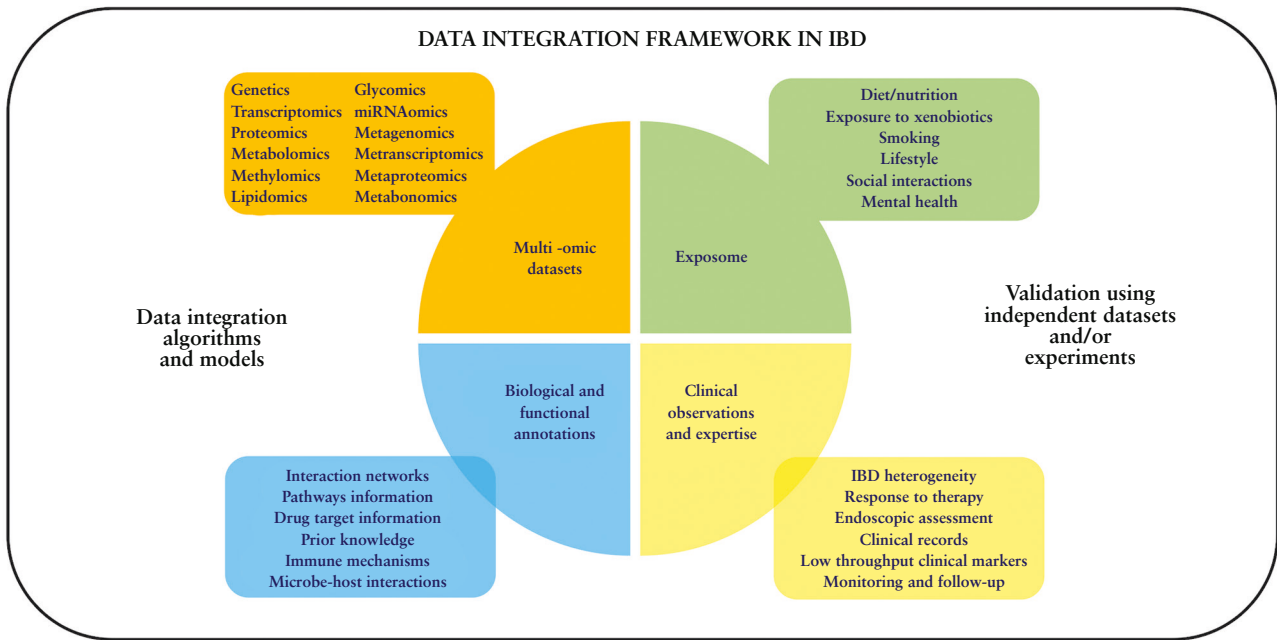 DATA INTEGRATION FRAMEWORK IN IBD
Genetics
Transcriptomics
Proteomics
Metabolomics
Methylomics
Lipidomics
Glycomics
miRNAomics
Metagenomics
Metranscriptomics
Metaproteomics
Metabonomics
Diet/nutrition
Exposure to xenobiotics
Smoking
Lifestyle
Social interactions
Mental health
Multi -omic
datasets
Exposome
Data integration
algorithms
and models
Validation using
independent datasets
and/or
experiments
Biological and
functional
annotations
Clinical
observations
and expertise
Interaction networks
Pathways information
Drug target information
Prior knowledge
Immune mechanisms
Microbe-host interactions
IBD heterogeneity
Response to therapy
Endoscopic assessment
Clinical records
Low throughput clinical markers
Monitoring and follow-up